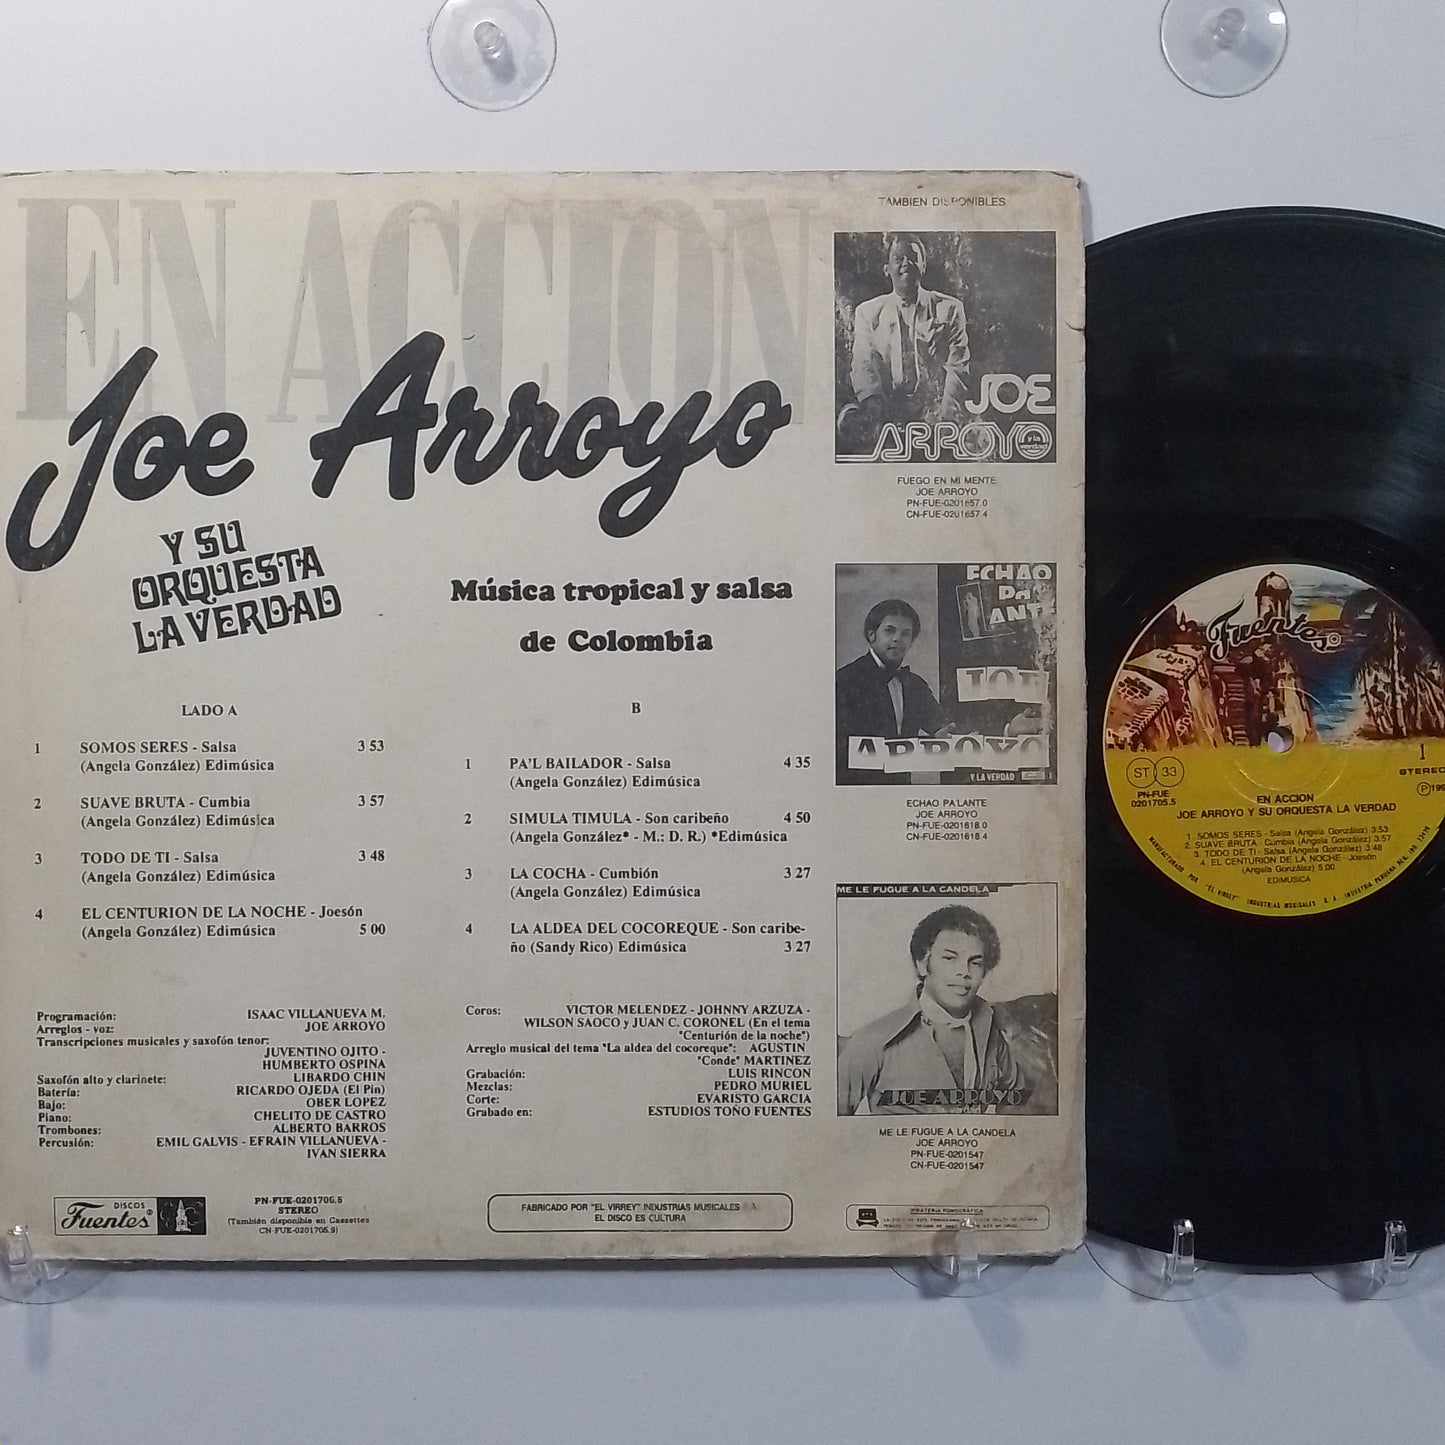 EN ACCION
Joe Arroyo
Y SU
ORQUESTA
LA VERDAD
Música tropical y salsa
de Colombia
LADO A
1 SOMOS SERES - Salsa 3 53
(Angela González) Edimúsica
2 SUAVE BRUTA - Cumbia 3 57
(Angela González) Edimúsica
3 TODO DE TI - Salsa 3 48
(Angela González) Edimúsica
4 EL CENTURION DE LA NOCHE - Joesón
(Angela González) Edimúsica 5 00
B
1 PA'L BAILADOR - Salsa 4 35
(Angela González) Edimúsica
2 SIMULA TIMULA - Son caribeño 4 50
(Angela González* - M.: D. R.) *Edimúsica
3 LA COCHA - Cumbión 3 27
(Angela González) Edimúsica
4 LA ALDEA DEL COCOREQUE - Son caribe-
ño (Sandy Rico) Edimúsica 3 27
Programación: ISAAC VILLANUEVA M.
Arreglos - voz: JOE ARROYO
Transcripciones musicales y saxofón tenor:
JUVENTINO OJITO -
HUMBERTO OSPINA
Saxofón alto y clarinete: LIBARDO CHIN
Batería: RICARDO OJEDA (El Pin)
Bajo: OBER LOPEZ
Piano: CHELITO DE CASTRO
Trombones: ALBERTO BARROS
Percusión: EMIL GALVIS - EFRAIN VILLANUEVA -
IVAN SIERRA
Coros: VICTOR MELENDEZ - JOHNNY ARZUZA -
WILSON SAOCO y JUAN C. CORONEL (En el tema
"Centurión de la noche")
Arreglo musical del tema "La aldea del cocoreque": AGUSTIN
"Conde" MARTINEZ
Grabación: LUIS RINCON
Mezclas: PEDRO MURIEL
Corte: EVARISTO GARCIA
Grabado en: ESTUDIOS TOÑO FUENTES
DISCOS
Fuentes®
PN-FUE-0201705.5
STEREO
(También disponible en Cassettes
CN-FUE-0201705.9)
FABRICADO POR "EL VIRREY" INDUSTRIAS MUSICALES
EL DISCO ES CULTURA
PIRATERIA FONOGRAFICA
TAMBIEN DISPONIBLES
JOE
ARROYO
y la
verdad
FUEGO EN MI MENTE
JOE ARROYO
PN-FUE-0201657.0
CN-FUE-0201657.4
ECHAO
PA'
ANTE
JOE
ARROYO
Y LA VERDAD
ECHAO PA'LANTE
JOE ARROYO
PN-FUE-0201618.0
CN-FUE-0201618.4
ME LE FUGUE A LA CANDELA
JOE ARROYO
ME LE FUGUE A LA CANDELA
JOE ARROYO
PN-FUE-0201547
CN-FUE-0201547
Fuentes®
ST 33
PN-FUE
0201705.5
1
STEREO
Ⓟ199
EN ACCION
JOE ARROYO Y SU ORQUESTA LA VERDAD
1. SOMOS SERES - Salsa (Angela González) 3:53
2. SUAVE BRUTA - Cumbia (Angela González) 3 57
3. TODO DE TI - Salsa (Angela González) 3 48
4. EL CENTURION DE LA NOCHE - Joesón
(Angela González) 5:00
EDIMUSICA
MANUFACTURADO POR "EL VIRREY" INDUSTRIAS MUSICALES S. A. INDUSTRIA PERUANA